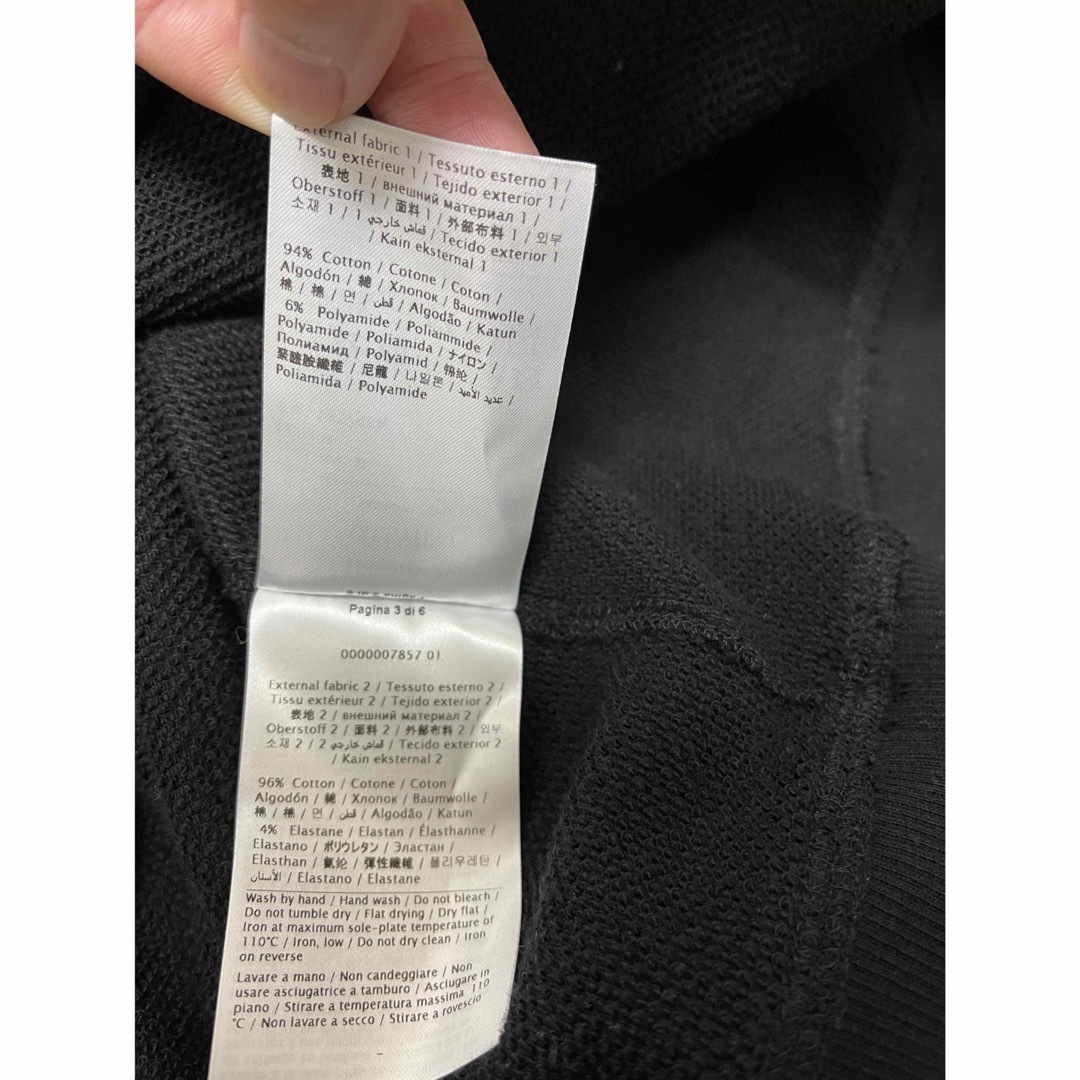 External fabric 1 / Tessuto esterno 1 /
Tissu extérieur 1 / Tejido exterior 1 /
表地 1 / внешний материал 1 /
Oberstoff 1 / 面料 1 / 外部布料 1 / 외부
소재 1 / 1 قماش خارجي / Tecido exterior 1
/ Kain eksternal 1
94% Cotton / Cotone / Coton /
Algodón / 綿 / Хлопок / Baumwolle /
棉 / 棉 / 면 / قطن / Algodão / Katun
6% Polyamide / Poliammide /
Polyamide / Poliamida / ナイロン /
Полиамид / Polyamid / 锦纶 /
聚醯胺纖維 / 尼龍 / 나일론 / عديد الأميد /
Poliamida / Polyamide
Pagina 3 di 6
0000007857 01
External fabric 2 / Tessuto esterno 2 /
Tissu extérieur 2 / Tejido exterior 2 /
表地 2 / внешний материал 2 /
Oberstoff 2 / 面料 2 / 外部布料 2 / 외부
소재 2 / 2 قماش خارجي / Tecido exterior 2
/ Kain eksternal 2
96% Cotton / Cotone / Coton /
Algodón / 綿 / Хлопок / Baumwolle /
棉 / 棉 / 면 / قطن / Algodão / Katun
4% Elastane / Elastan / Élasthanne /
Elastano / ポリウレタン / Эластан /
Elasthan / 氨纶 / 彈性纖維 / 폴리우레탄 /
الأستان / Elastano / Elastane
Wash by hand / Hand wash / Do not bleach /
Do not tumble dry / Flat drying / Dry flat /
Iron at maximum sole-plate temperature of
110°C / Iron, low / Do not dry clean / Iron
on reverse
Lavare a mano / Non candeggiare / Non
usare asciugatrice a tamburo / Asciugare in
piano / Stirare a temperatura massima 110
°C / Non lavare a secco / Stirare a rovescio